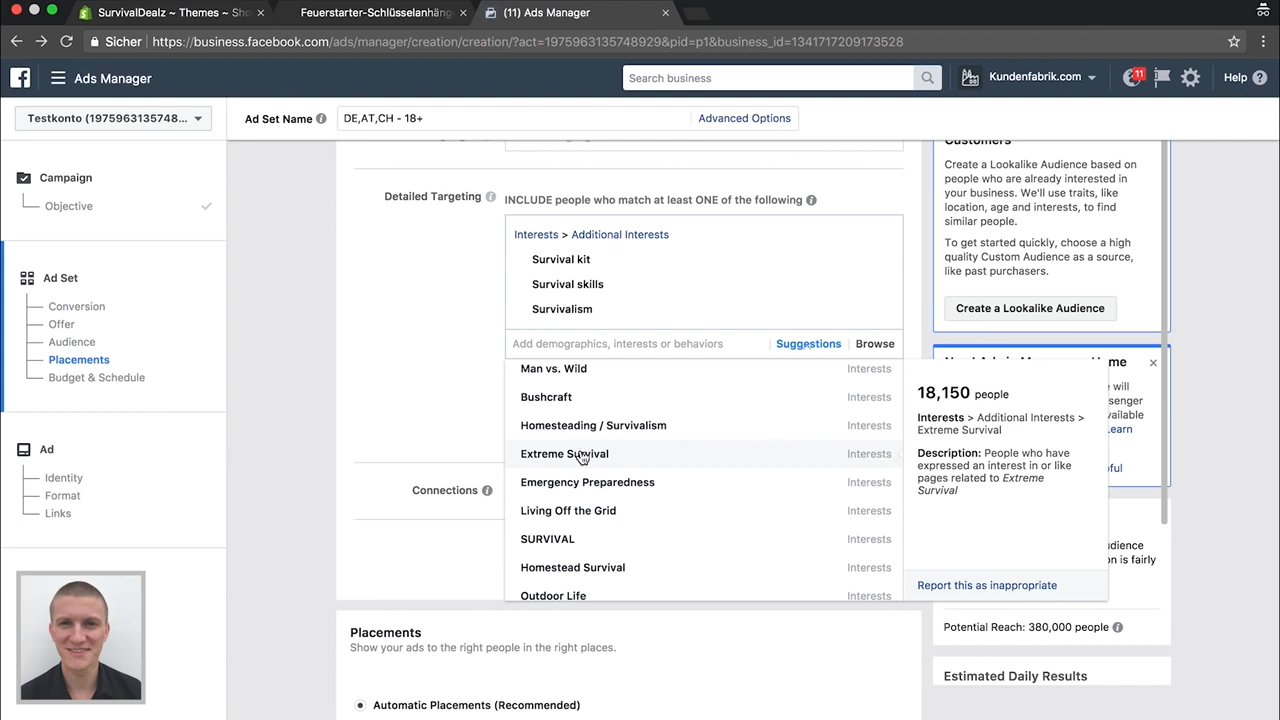 SurvivalDealz ~ Themes ~ Sho
Feuerstarter-Schlüsselanhäng
(11) Ads Manager
Sicher
https://business.facebook.com/ads/manager/creation/creation/?act=1975963135748929&pid=p1&business_id=1341717209173528
Ads Manager
Search business
Kundenfabrik.com
11
Help
Testkonto (1975963135748...
Ad Set Name
DE,AT,CH - 18+
Advanced Options
Campaign
Objective
Ad Set
Conversion
Offer
Audience
Placements
Budget & Schedule
Ad
Identity
Format
Links
Detailed Targeting
INCLUDE people who match at least ONE of the following
Interests > Additional Interests
Survival kit
Survival skills
Survivalism
Add demographics, interests or behaviors
Suggestions
Browse
Man vs. Wild Interests
Bushcraft Interests
Homesteading / Survivalism Interests
Extreme Survival Interests
Emergency Preparedness Interests
Living Off the Grid Interests
SURVIVAL Interests
Homestead Survival Interests
Outdoor Life Interests
Connections
18,150 people
Interests > Additional Interests >
Extreme Survival
Description: People who have
expressed an interest in or like
pages related to Extreme
Survival
Report this as inappropriate
Placements
Show your ads to the right people in the right places.
Automatic Placements (Recommended)
Customers
Create a Lookalike Audience based on
people who are already interested in
your business. We'll use traits, like
location, age and interests, to find
similar people.
To get started quickly, choose a high
quality Custom Audience as a source,
like past purchasers.
Create a Lookalike Audience
ome
e will
senger
available
Learn
pful
udience
on is fairly
Potential Reach: 380,000 people
Estimated Daily Results